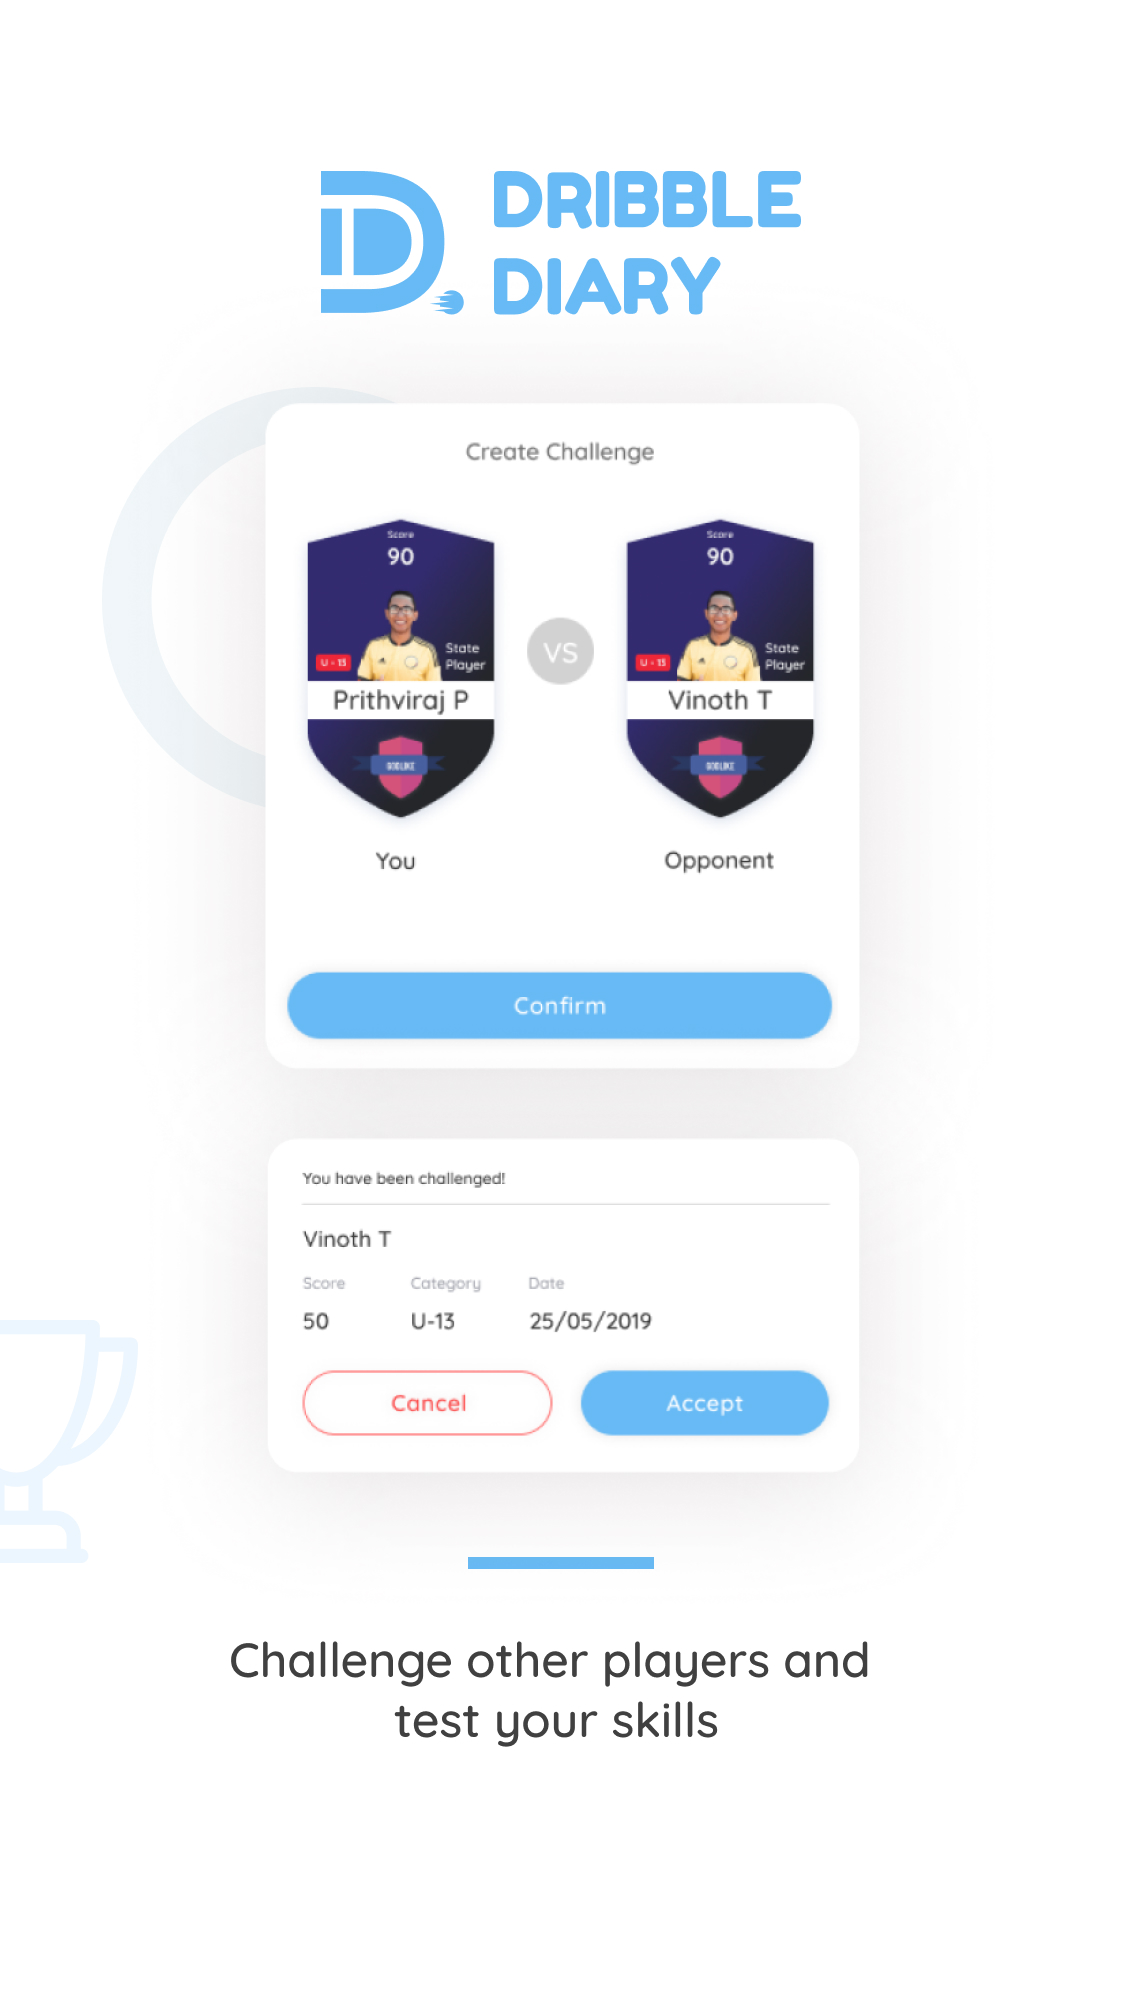 DRIBBLE
DIARY
Create Challenge
Score
90
U - 13
State
Player
Prithviraj P
GODLIKE
You
VS
Score
90
U - 13
State
Player
Vinoth T
GODLIKE
Opponent
Confirm
You have been challenged!
Vinoth T
Score Category Date
50 U-13 25/05/2019
Cancel Accept
Challenge other players and
test your skills